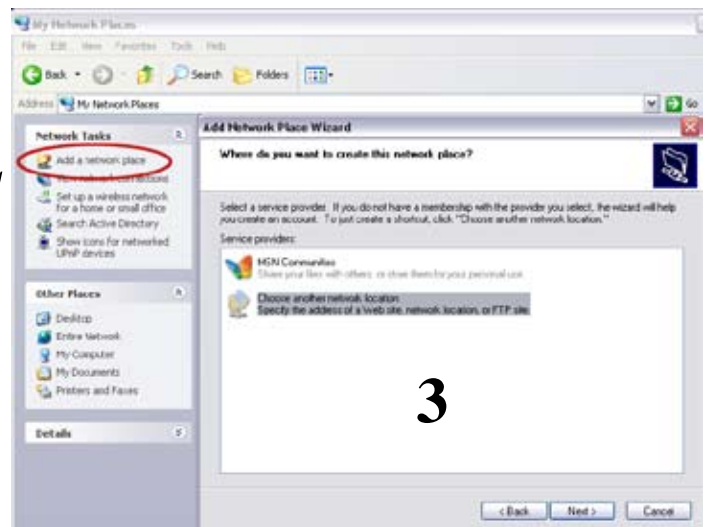 My Network Places
File Edit View Favorites Tools Help
Back Search Folders
Address My Network Places Go
Network Tasks
Add a network place
View network connections
Set up a wireless network
for a home or small office
Search Active Directory
Show icons for networked
UPnP devices
Other Places
Desktop
Entire Network
My Computer
My Documents
Printers and Faxes
Details
Add Network Place Wizard
Where do you want to create this network place?
Select a service provider. If you do not have a membership with the provider you select, the wizard will help
you create an account. To just create a shortcut, click "Choose another network location."
Service providers:
MSN Communities
Share your files with others, or store them for your personal use.
Choose another network location
Specify the address of a Web site, network location, or FTP site.
3
< Back Next > Cancel